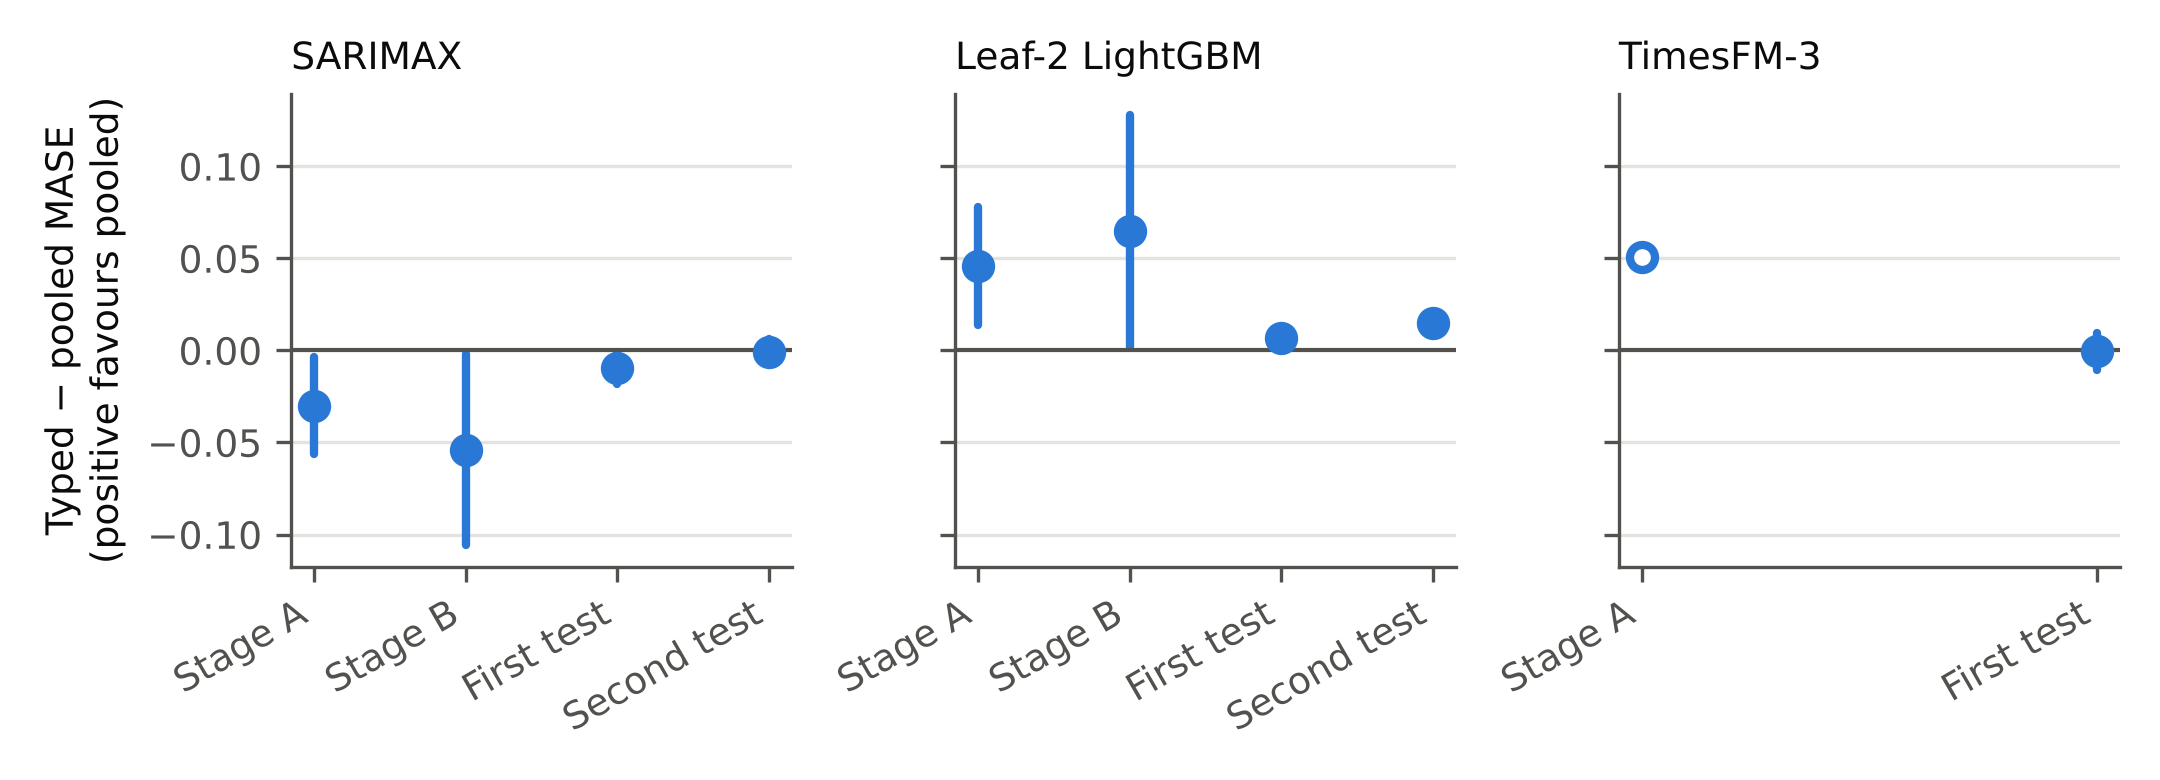 SARIMAX
Leaf-2 LightGBM
TimesFM-3
Typed − pooled MASE
(positive favours pooled)
0.10
0.05
0.00
−0.05
−0.10
Stage A
Stage B
First test
Second test
Stage A
Stage B
First test
Second test
Stage A
First test